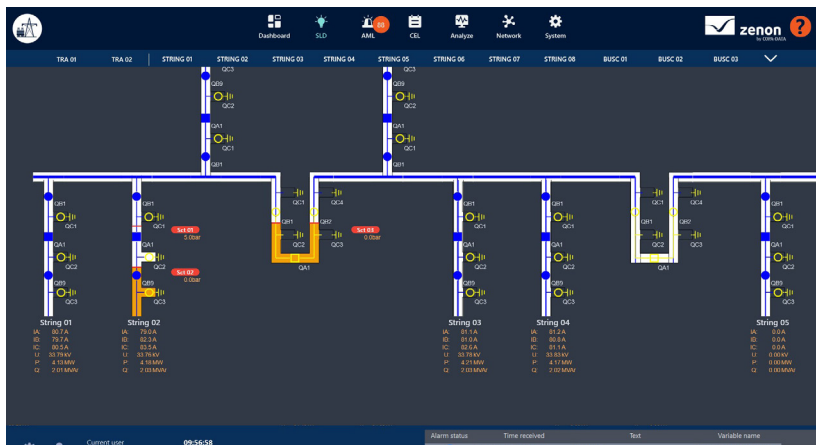 Dashboard SLD AML CEL Analyze Network System
zenon
by COPA-DATA
?
TRA 01 TRA 02 STRING 01 STRING 02 STRING 03 STRING 04 STRING 05 STRING 06 STRING 07 STRING 08 BUSC 01 BUSC 02 BUSC 03
QC3 QC3
QB9 QB9
QC2 QC2
QA1 QA1
QC1 QC1
QB1 QB1
QC1 QC4 QC1 QC4
QB1 QB1 QB1 QB1 QB1
QC1 QC1 QB1 QB2 QC1 QC1 QB1 QB2 QC1
Sct 01 Sct 03
5.0bar 0.0bar
QA1 QA1 QC2 QC3 QA1 QA1 QC2 QC3 QA1
QC2 QC2 QA1 QC2 QC2 QA1 QC2
Sct 02
0.0bar
QB9 QB9 QB9 QB9 QB9
QC3 QC3 QC3 QC3 QC3
String 01 String 02 String 03 String 04 String 05
IA: 80.7 A IA: 79.0 A IA: 81.1 A IA: 81.2 A IA: 0.0 A
IB: 79.7 A IB: 82.3 A IB: 81.0 A IB: 80.8 A IB: 0.0 A
IC: 80.5 A IC: 83.5 A IC: 82.6 A IC: 81.1 A IC: 0.0 A
U: 33.79 kV U: 33.76 kV U: 33.78 kV U: 33.83 kV U: 0.00 kV
P: 4.13 MW P: 4.18 MW P: 4.21 MW P: 4.17 MW P: 0.00 MW
Q: 2.01 MVAr Q: 2.03 MVAr Q: 2.03 MVAr Q: 2.02 MVAr Q: 0.00 MVAr
Current user 09:56:58 Alarm status Time received Text Variable name